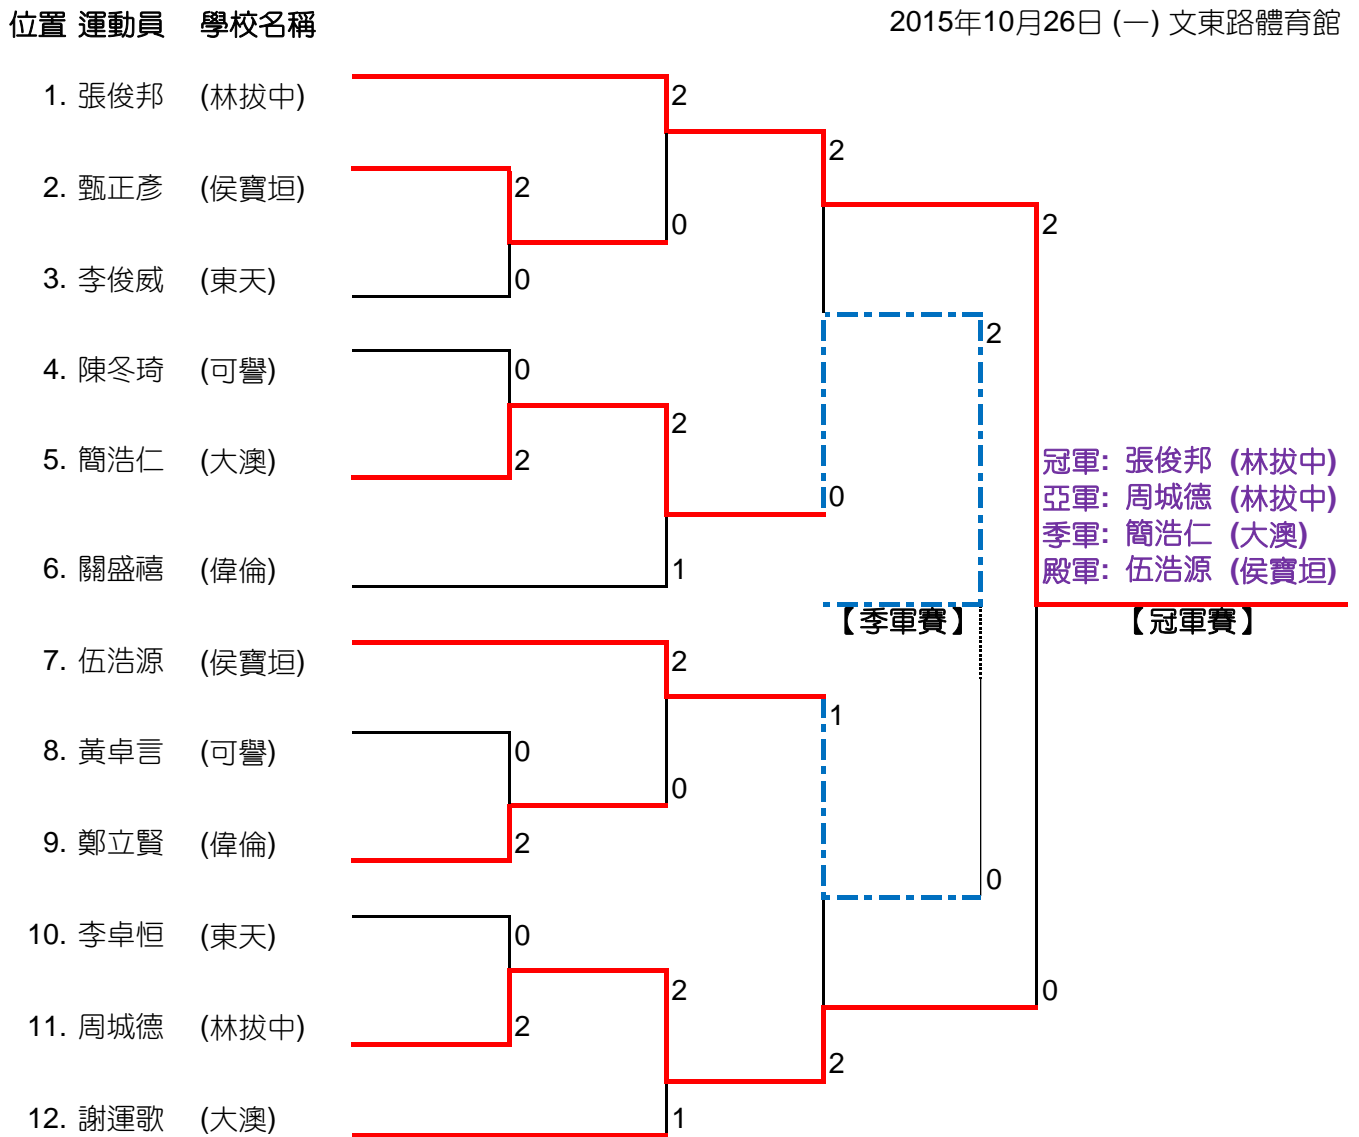 位置 運動員 學校名稱 2015年10月26日 (一) 文東路體育館
1. 張俊邦 (林拔中)
2
2
2. 甄正彥 (侯寶垣)
2
0
2
3. 李俊威 (東天)
0
2
4. 陳冬琦 (可譽)
0
2
5. 簡浩仁 (大澳)
2
0
冠軍: 張俊邦 (林拔中)
亞軍: 周城德 (林拔中)
季軍: 簡浩仁 (大澳)
殿軍: 伍浩源 (侯寶垣)
6. 關盛禧 (偉倫)
1
【季軍賽】 【冠軍賽】
7. 伍浩源 (侯寶垣)
2
1
8. 黃卓言 (可譽)
0
0
9. 鄭立賢 (偉倫)
2
0
10. 李卓恒 (東天)
0
2
0
11. 周城德 (林拔中)
2
2
12. 謝運歌 (大澳)
1